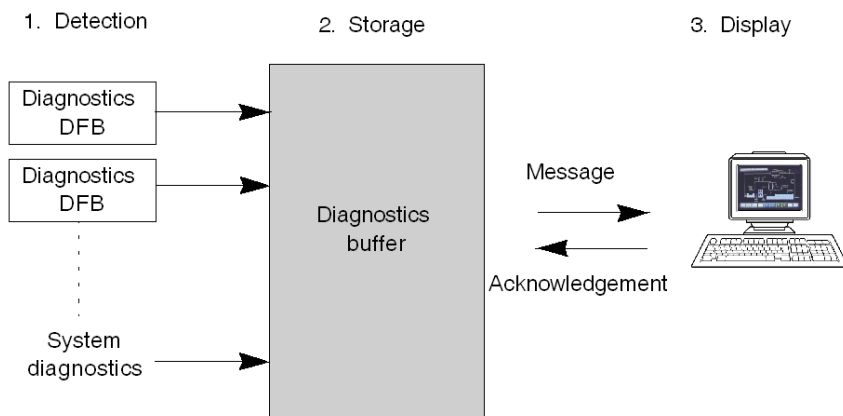 1. Detection
2. Storage
3. Display
Diagnostics
DFB
Diagnostics
DFB
System
diagnostics
Diagnostics
buffer
Message
Acknowledgement